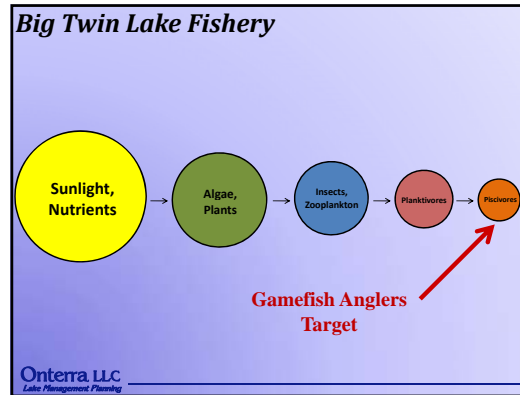 Big Twin Lake Fishery
Sunlight,
Nutrients
Algae,
Plants
Insects,
Zooplankton
Planktivores
Piscivores
Gamefish Anglers
Target
Onterra LLC
Lake Management Planning